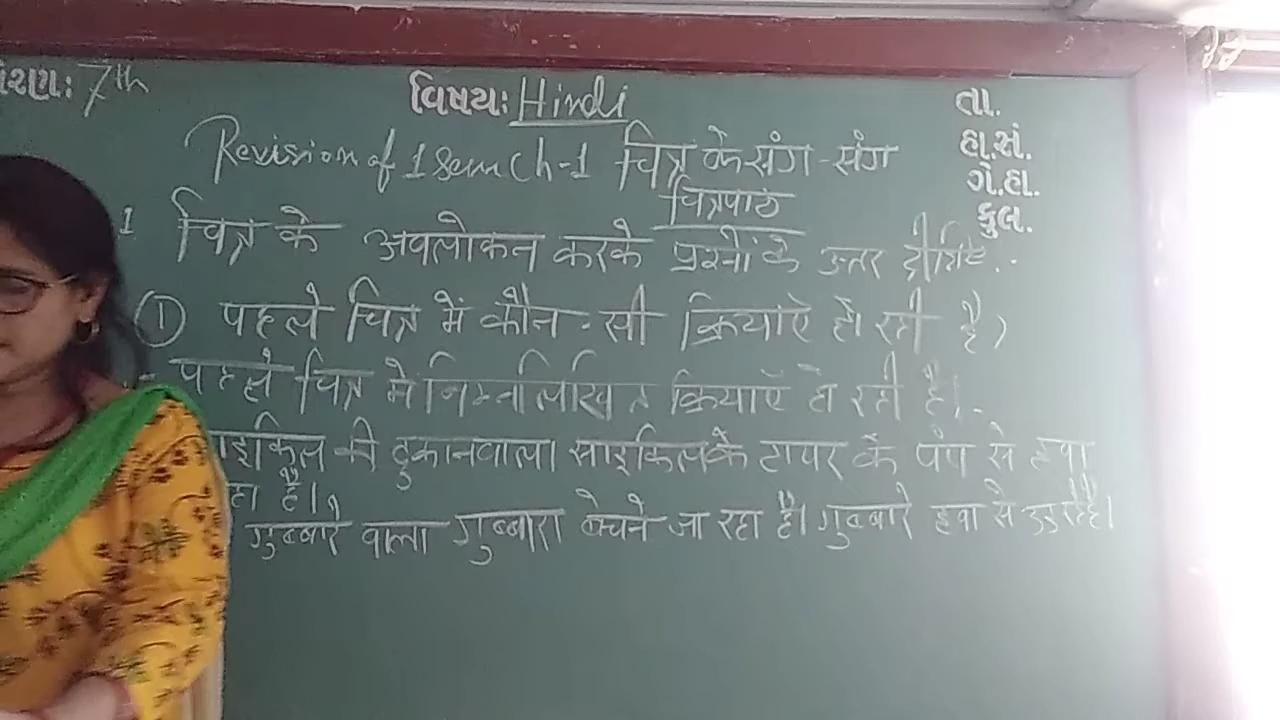 ધોરણ: 7th
વિષય: Hindi
તા.
હા.સં.
ગે.હા.
કુલ.
Revision of 1 Sem Ch-1 चित्र के संग - संग
चित्रपाठ
1 चित्र के अवलोकन करके प्रश्नों के उत्तर दीजिए..
(1) पहले चित्र में कौन-सी क्रियाएँ हो रही है?
- पहले चित्र में निम्नलिखित क्रियाएँ हो रही है।-
इकिल की दुकानवाला साइकिलके टायर के पंप से हवा
हा है।
गुब्बारे वाला गुब्बारा बेचने जा रहा है। गुब्बारे हवा से उड़ रहे है।